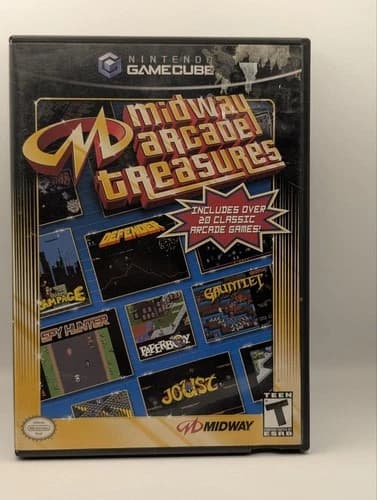 NINTENDO
GAMECUBE
midway
arcade
treasures
INCLUDES OVER
20 CLASSIC
ARCADE GAMES!
DEFENDER
RAMPAGE
GAUNTLET
SPY HUNTER
PAPERBOY
JOUST
MIDWAY
TEEN
T
ESRB